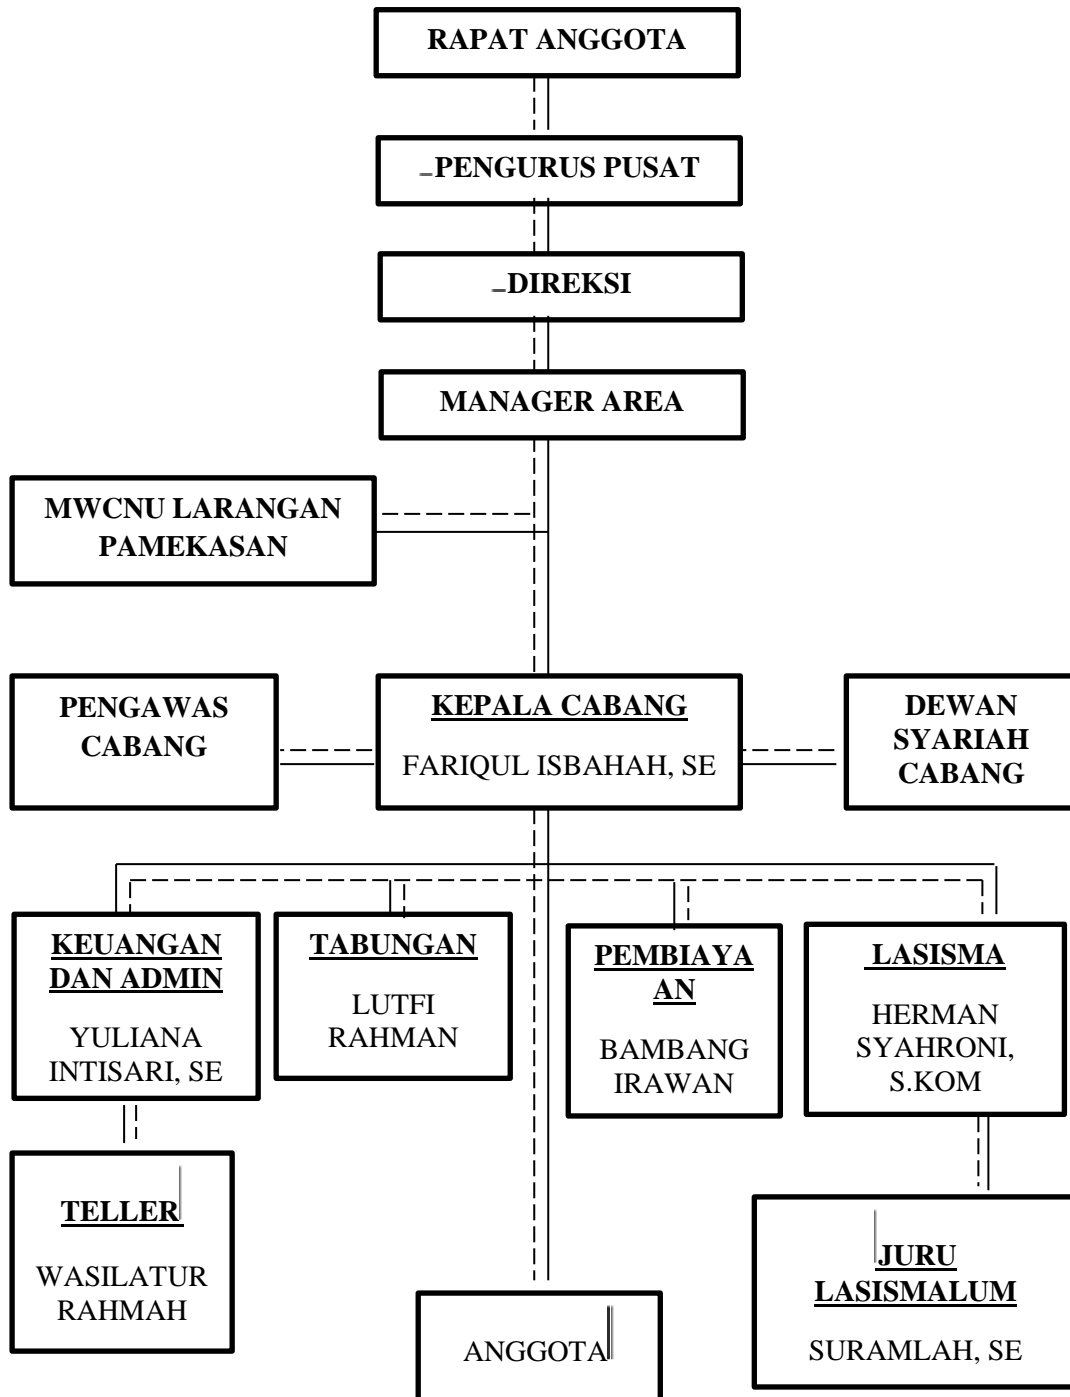 RAPAT ANGGOTA
PENGURUS PUSAT
DIREKSI
MANAGER AREA
MWCNU LARANGAN
PAMEKASAN
PENGAWAS
CABANG
KEPALA CABANG
FARIQUL ISBAHAH, SE
DEWAN
SYARIAH
CABANG
KEUANGAN
DAN ADMIN
YULIANA
INTISARI, SE
TABUNGAN
LUTFI
RAHMAN
PEMBIAYA
AN
BAMBANG
IRAWAN
LASISMA
HERMAN
SYAHRONI,
S.KOM
TELLER
WASILATUR
RAHMAH
ANGGOTA
JURU
LASISMALUM
SURAMLAH, SE